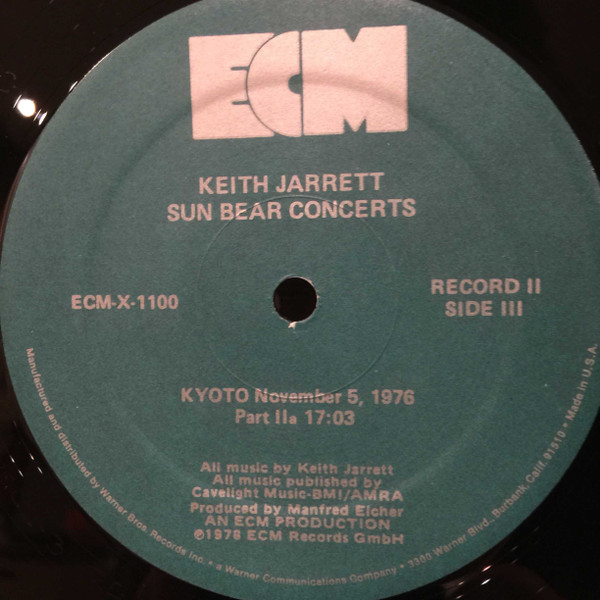 ECM
KEITH JARRETT
SUN BEAR CONCERTS
ECM-X-1100
RECORD II
SIDE III
KYOTO November 5, 1976
Part IIa 17:03
All music by Keith Jarrett
All music published by
Cavelight Music-BMI/AMRA
Produced by Manfred Eicher
AN ECM PRODUCTION
℗1978 ECM Records GmbH
Manufactured and distributed by Warner Bros. Records Inc. • a Warner Communications Company • 3300 Warner Blvd., Burbank, Calif. 91510 • Made in U.S.A.